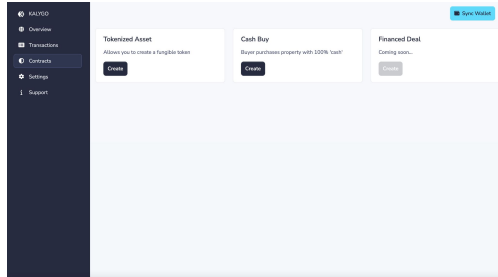 KALYGO
Overview
Transactions
Contracts
Settings
Support
Sync Wallet
Tokenized Asset
Allows you to create a fungible token
Create
Cash Buy
Buyer purchases property with 100% 'cash'
Create
Financed Deal
Coming soon...
Create